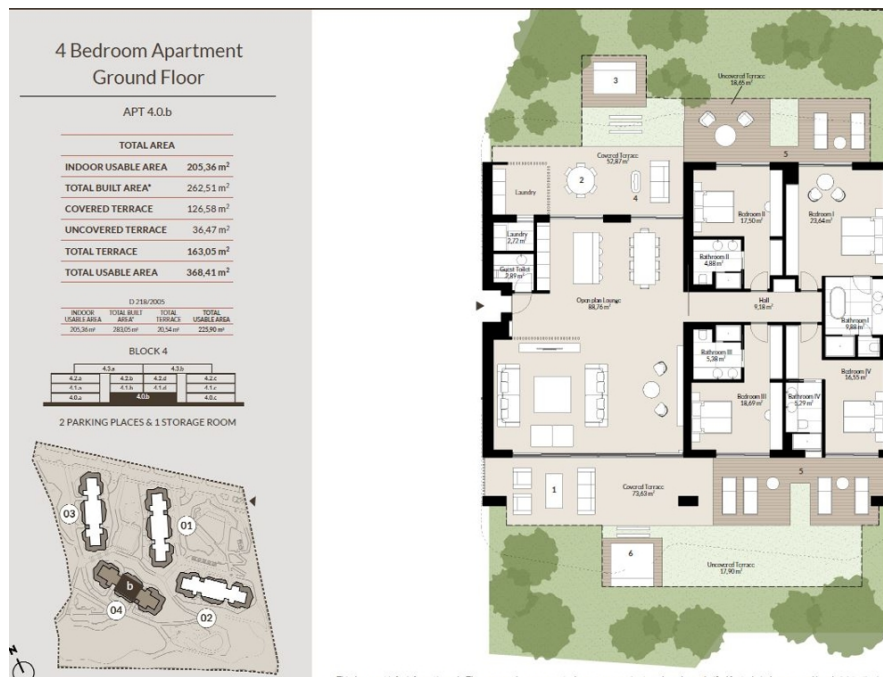 4 Bedroom Apartment
Ground Floor
APT 4.0.b
TOTAL AREA
INDOOR USABLE AREA 205,36 m²
TOTAL BUILT AREA* 262,51 m²
COVERED TERRACE 126,58 m²
UNCOVERED TERRACE 36,47 m²
TOTAL TERRACE 163,05 m²
TOTAL USABLE AREA 368,41 m²
D 218/2005
INDOOR USABLE AREA TOTAL BUILT AREA* TOTAL TERRACE TOTAL USABLE AREA
205,36 m² 283,05 m² 20,54 m² 225,90 m²
BLOCK 4
4.3.a 4.3.b
4.2.a 4.2.b 4.2.d 4.2.c
4.1.a 4.1.b 4.1.d 4.1.c
4.0.a 4.0.b 4.0.c
2 PARKING PLACES & 1 STORAGE ROOM
03
01
b
04
02
N
3
Uncovered Terrace
18,65 m²
5
Covered Terrace
52,87 m²
2
4
Laundry
Laundry
2,72 m²
Guest Toilet
2,89 m²
Open plan Lounge
88,76 m²
Bedroom II
17,50 m²
Bedroom I
23,64 m²
Bathroom II
4,88 m²
Hall
9,18 m²
Bathroom I
9,88 m²
Bathroom III
5,38 m²
Bedroom IV
16,55 m²
Bedroom III
18,69 m²
Bathroom IV
5,29 m²
1
Covered Terrace
73,63 m²
5
6
Uncovered Terrace
17,90 m²